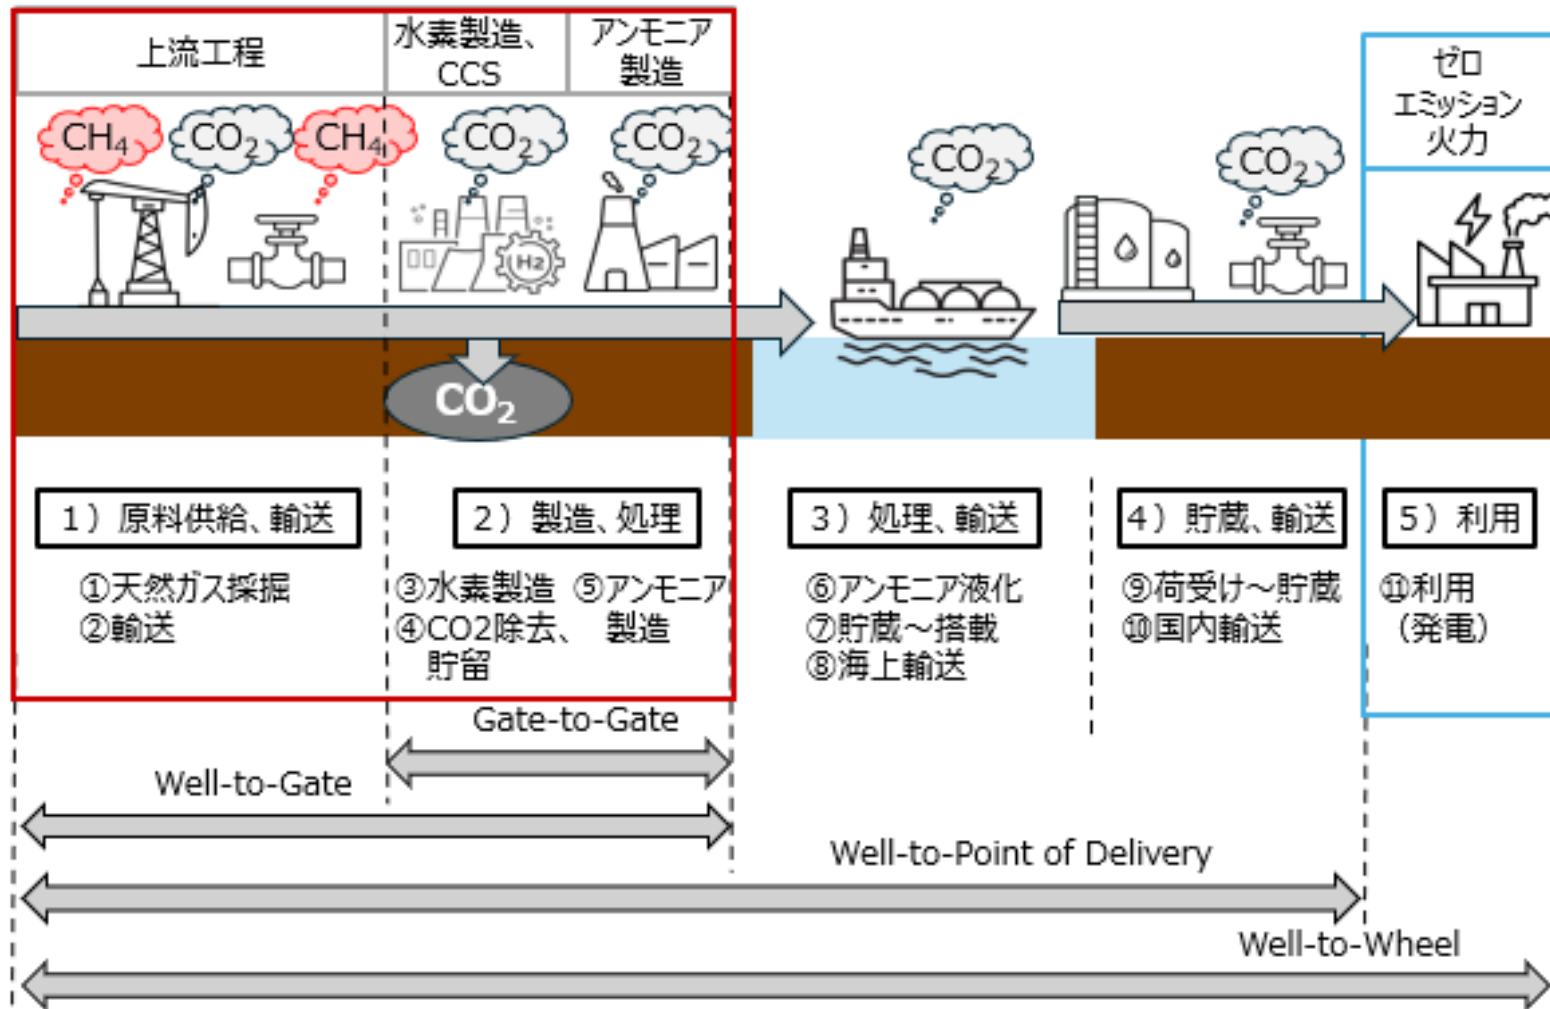 上流工程
水素製造、
CCS
アンモニア
製造
ゼロ
エミッション
火力
CH₄
CO₂
CH₄
CO₂
CO₂
CO₂
CO₂
H₂
CO₂
1）原料供給、輸送
2）製造、処理
3）処理、輸送
4）貯蔵、輸送
5）利用
①天然ガス採掘
②輸送
③水素製造
④CO2除去、
貯留
⑤アンモニア
製造
⑥アンモニア液化
⑦貯蔵～搭載
⑧海上輸送
⑨荷受け～貯蔵
⑩国内輸送
⑪利用
（発電）
Gate-to-Gate
Well-to-Gate
Well-to-Point of Delivery
Well-to-Wheel